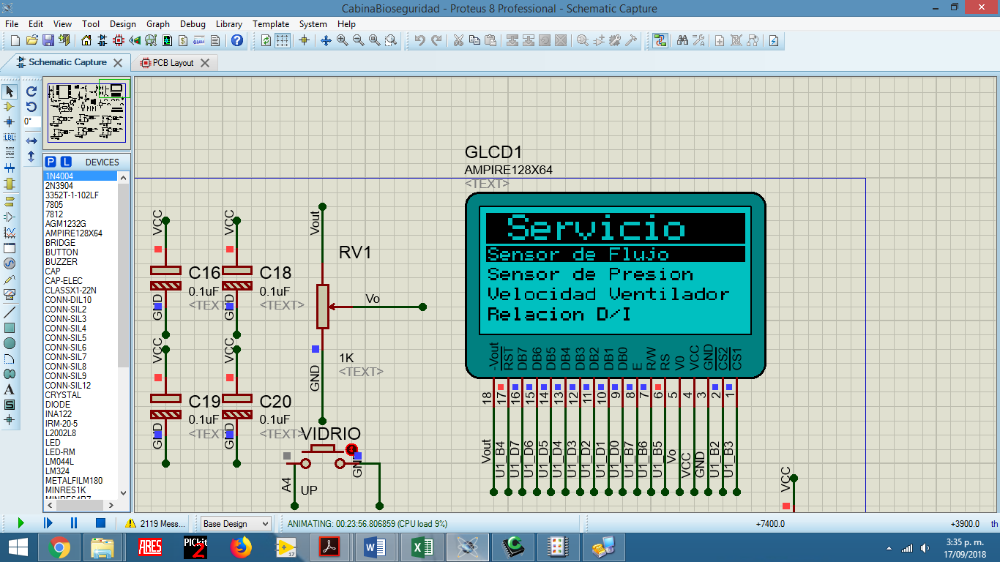 CabinaBioseguridad - Proteus 8 Professional - Schematic Capture
File Edit View Tool Design Graph Debug Library Template System Help
Schematic Capture
PCB Layout
0°
LBL
P L DEVICES
1N4004
2N3904
3352T-1-102LF
7805
7812
AGM1232G
AMPIRE128X64
BRIDGE
BUTTON
BUZZER
CAP
CAP-ELEC
CLASSX1-22N
CONN-DIL10
CONN-SIL2
CONN-SIL3
CONN-SIL4
CONN-SIL5
CONN-SIL6
CONN-SIL7
CONN-SIL8
CONN-SIL9
CONN-SIL12
CRYSTAL
DIODE
INA122
IRM-20-5
L2002L8
LED
LED-RM
LM044L
LM324
METALFILM180
MINRES1K
MINRES4R7
VCC
C16
0.1uF
<TEXT>
GND
VCC
C18
0.1uF
<TEXT>
GND
Vout
RV1
Vo
1K
<TEXT>
GND
VCC
C19
0.1uF
<TEXT>
GND
VCC
C20
0.1uF
<TEXT>
GND
VIDRIO
GND
A4
UP
GLCD1
AMPIRE128X64
<TEXT>
Servicio
Sensor de Flujo
Sensor de Presion
Velocidad Ventilador
Relacion D/I
-Vout RST DB7 DB6 DB5 DB4 DB3 DB2 DB1 DB0 E R/W RS V0 VCC GND CS2 CS1
18 17 16 15 14 13 12 11 10 9 8 7 6 5 4 3 2 1
Vout U1_B4 U1_D7 U1_D6 U1_D5 U1_D4 U1_D3 U1_D2 U1_D1 U1_D0 U1_B7 U1_B6 U1_B5 Vo VCC GND U1_B2 U1_B3
VCC
2119 Mess...
Base Design
ANIMATING: 00:23:56.806859 (CPU load 9%)
+7400.0
+3900.0
th
ARES
PICkit
2
17
3:35 p. m.
17/09/2018